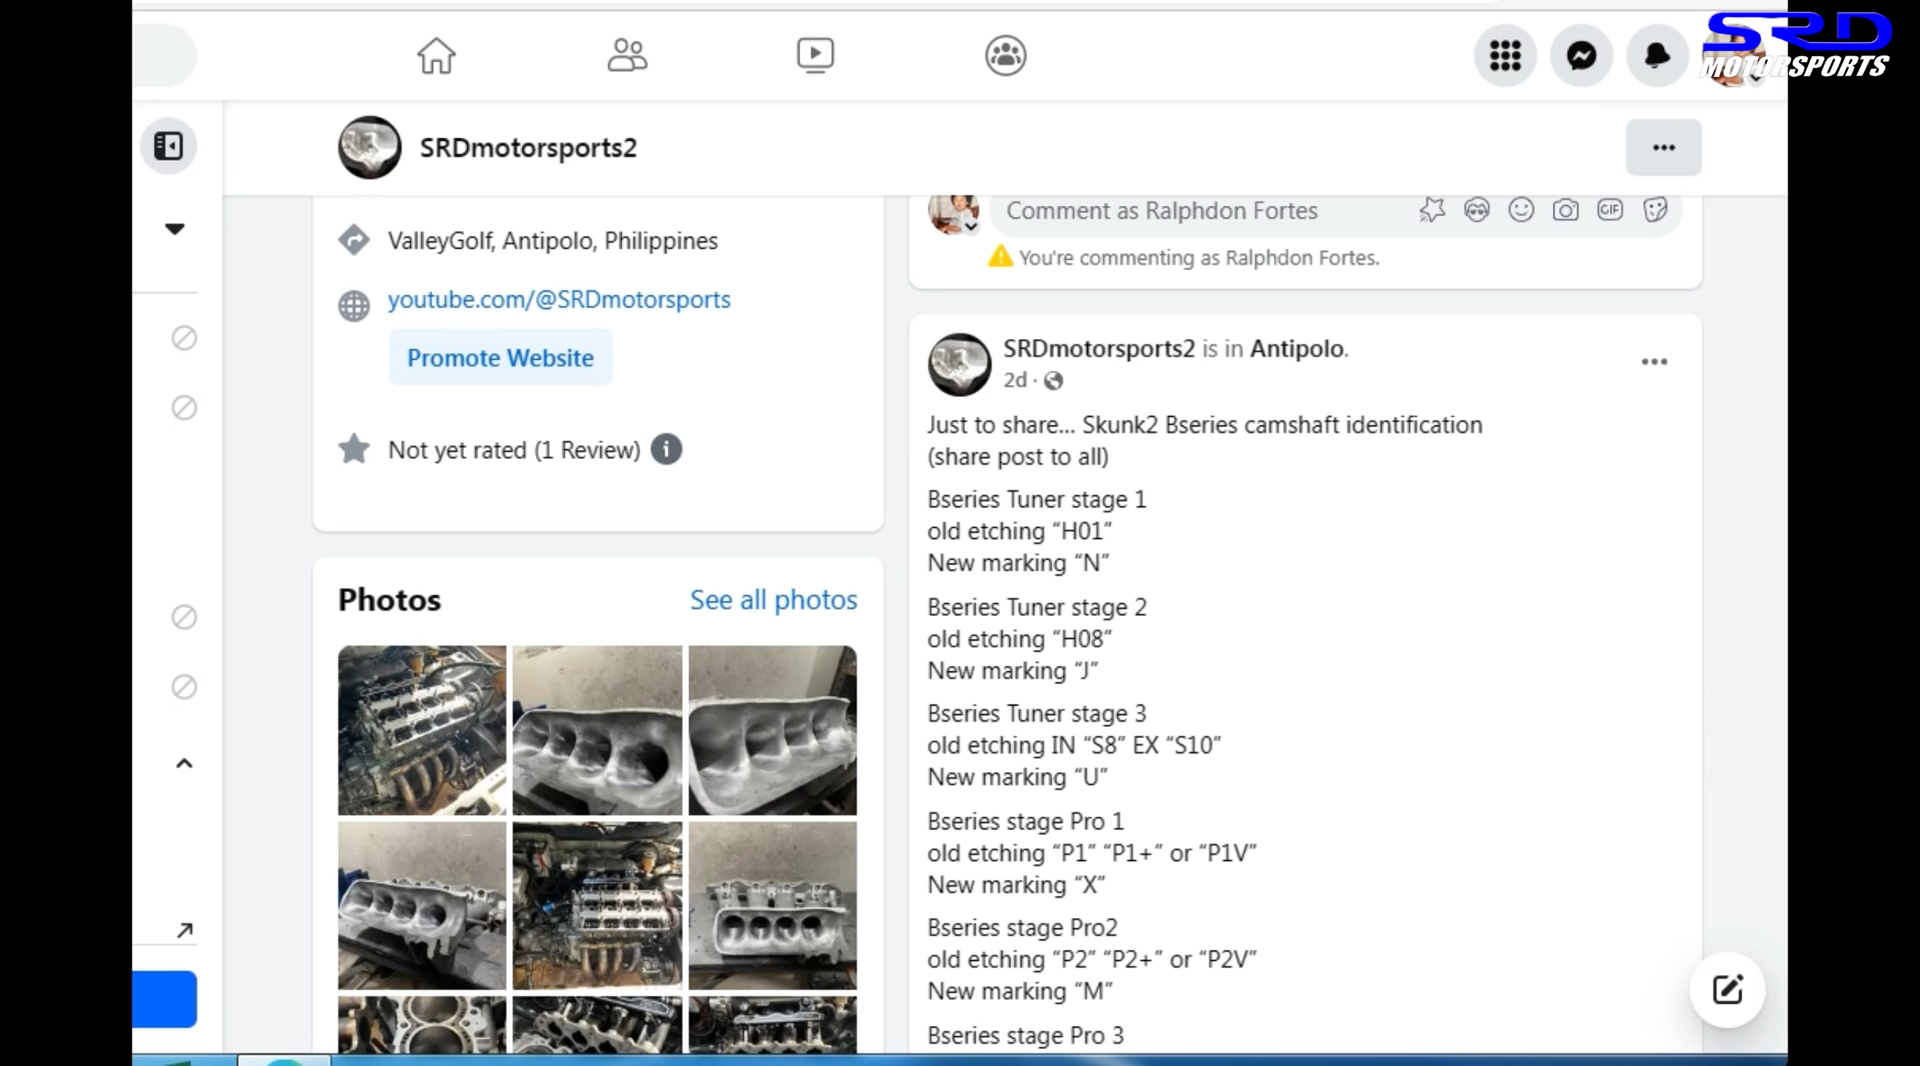 SRD
MOTORSPORTS
SRDmotorsports2
ValleyGolf, Antipolo, Philippines
youtube.com/@SRDmotorsports
Promote Website
Not yet rated (1 Review)
Photos
See all photos
Comment as Ralphdon Fortes
GIF
You're commenting as Ralphdon Fortes.
SRDmotorsports2 is in Antipolo.
2d ·
Just to share... Skunk2 Bseries camshaft identification
(share post to all)
Bseries Tuner stage 1
old etching “H01”
New marking “N”
Bseries Tuner stage 2
old etching “H08”
New marking “J”
Bseries Tuner stage 3
old etching IN “S8” EX “S10”
New marking “U”
Bseries stage Pro 1
old etching “P1” “P1+” or “P1V”
New marking “X”
Bseries stage Pro2
old etching “P2” “P2+” or “P2V”
New marking “M”
Bseries stage Pro 3